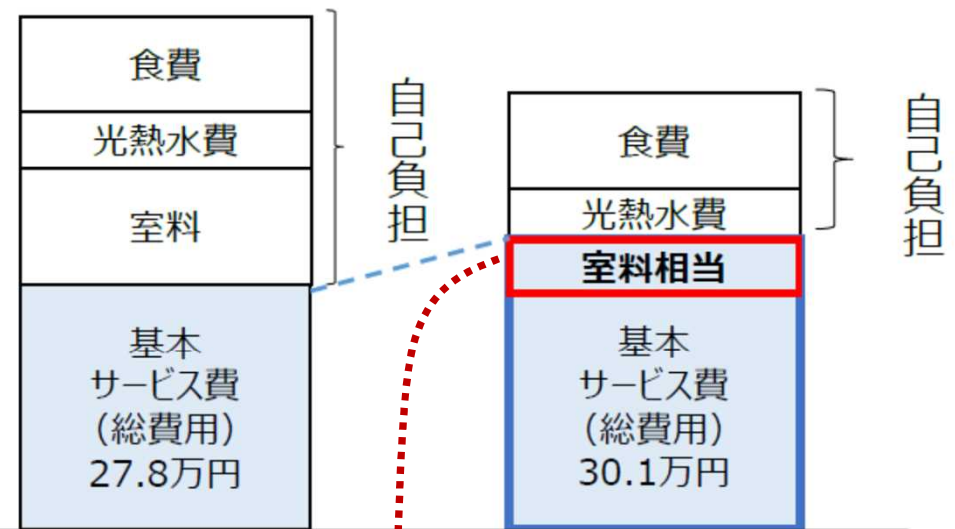 食費
光熱水費
室料
基本
サービス費
（総費用）
27.8万円
自己負担
食費
光熱水費
室料相当
基本
サービス費
（総費用）
30.1万円
自己負担